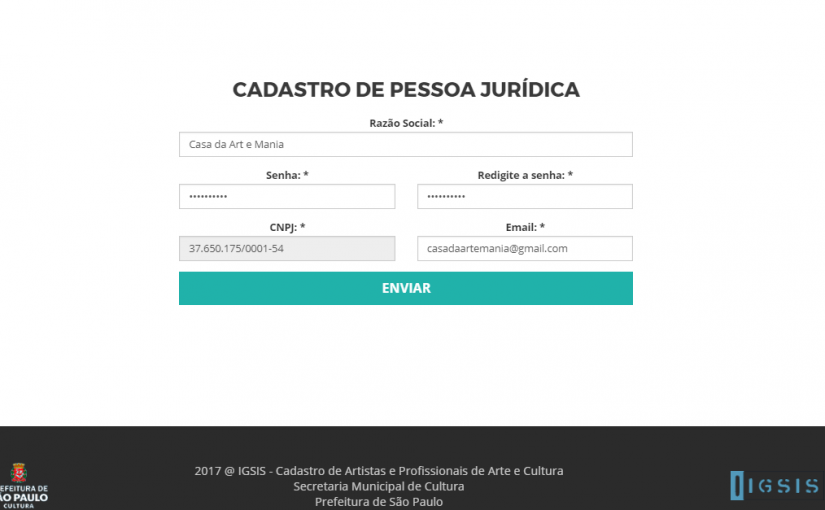 CADASTRO DE PESSOA JURÍDICA
Razão Social: *
Casa da Art e Mania
Senha: * Redigite a senha: *
•••••••••• ••••••••••
CNPJ: * Email: *
37.650.175/0001-54 casadaartemania@gmail.com
ENVIAR
2017 @ IGSIS - Cadastro de Artistas e Profissionais de Arte e Cultura
Secretaria Municipal de Cultura
Prefeitura de São Paulo
EFEITURA DE
ÃO PAULO
CULTURA
IGSIS